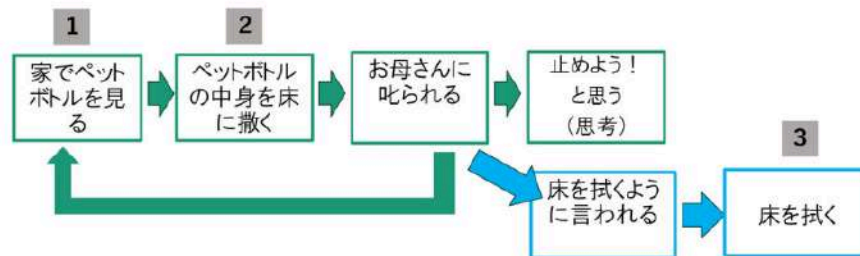 1
家でペット
ボトルを見
る
2
ペットボトル
の中身を床
に撒く
お母さんに
叱られる
止めよう！
と思う
（思考）
床を拭くよう
に言われる
3
床を拭く